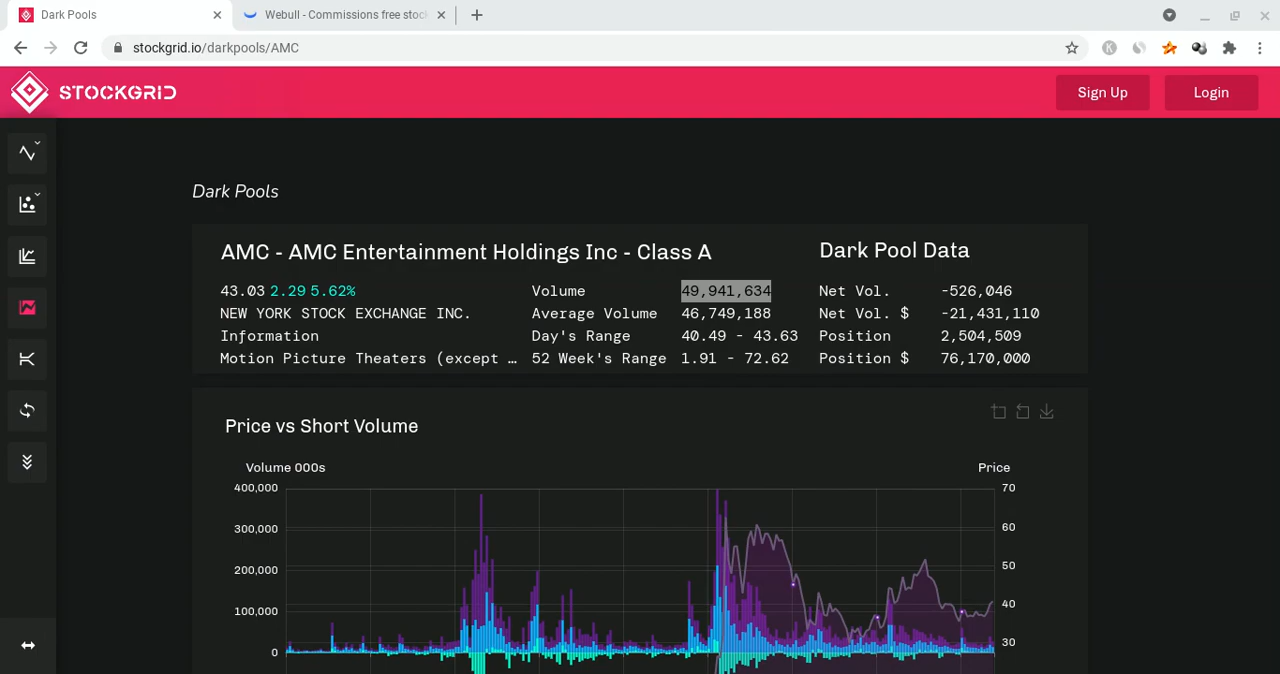 Dark Pools
Webull - Commissions free stoc
stockgrid.io/darkpools/AMC
STOCKGRID
Sign Up
Login
Dark Pools
AMC - AMC Entertainment Holdings Inc - Class A
43.03 2.29 5.62%
NEW YORK STOCK EXCHANGE INC.
Information
Motion Picture Theaters (except …
Volume 49,941,634
Average Volume 46,749,188
Day's Range 40.49 - 43.63
52 Week's Range 1.91 - 72.62
Dark Pool Data
Net Vol. -526,046
Net Vol. $ -21,431,110
Position 2,504,509
Position $ 76,170,000
Price vs Short Volume
Volume 000s
Price
400,000
300,000
200,000
100,000
0
70
60
50
40
30